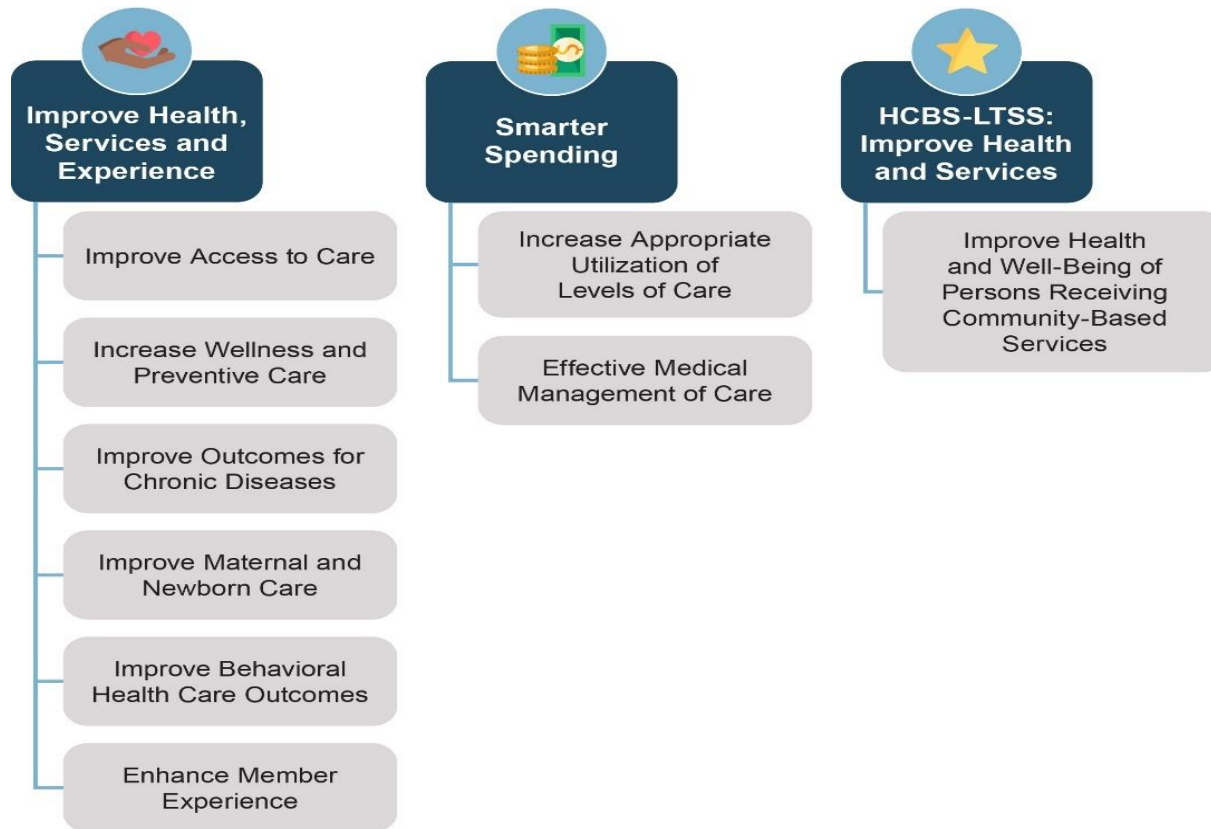 Improve Health,
Services and
Experience
Improve Access to Care
Increase Wellness and
Preventive Care
Improve Outcomes for
Chronic Diseases
Improve Maternal and
Newborn Care
Improve Behavioral
Health Care Outcomes
Enhance Member
Experience
$
Smarter
Spending
Increase Appropriate
Utilization of
Levels of Care
Effective Medical
Management of Care
HCBS-LTSS:
Improve Health
and Services
Improve Health
and Well-Being of
Persons Receiving
Community-Based
Services